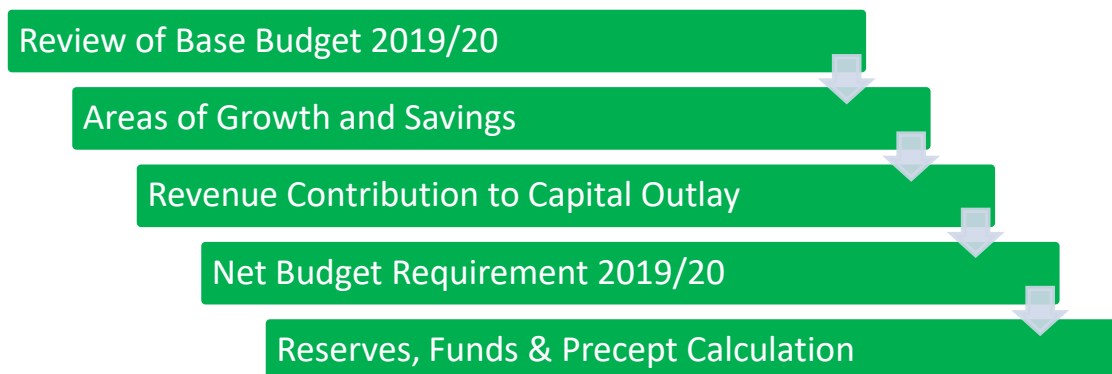 Review of Base Budget 2019/20
Areas of Growth and Savings
Revenue Contribution to Capital Outlay
Net Budget Requirement 2019/20
Reserves, Funds & Precept Calculation